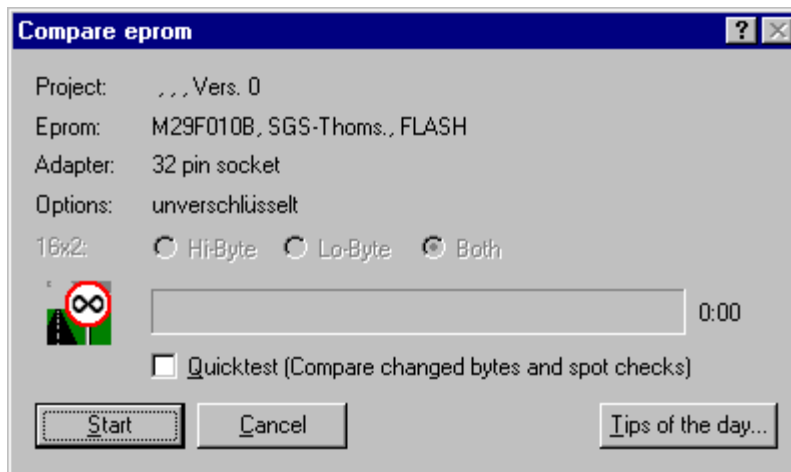 Compare eprom
Project: , , , Vers. 0
Eprom: M29F010B, SGS-Thoms., FLASH
Adapter: 32 pin socket
Options: unverschlüsselt
16x2: Hi-Byte Lo-Byte Both
0:00
Quicktest (Compare changed bytes and spot checks)
Start Cancel Tips of the day...